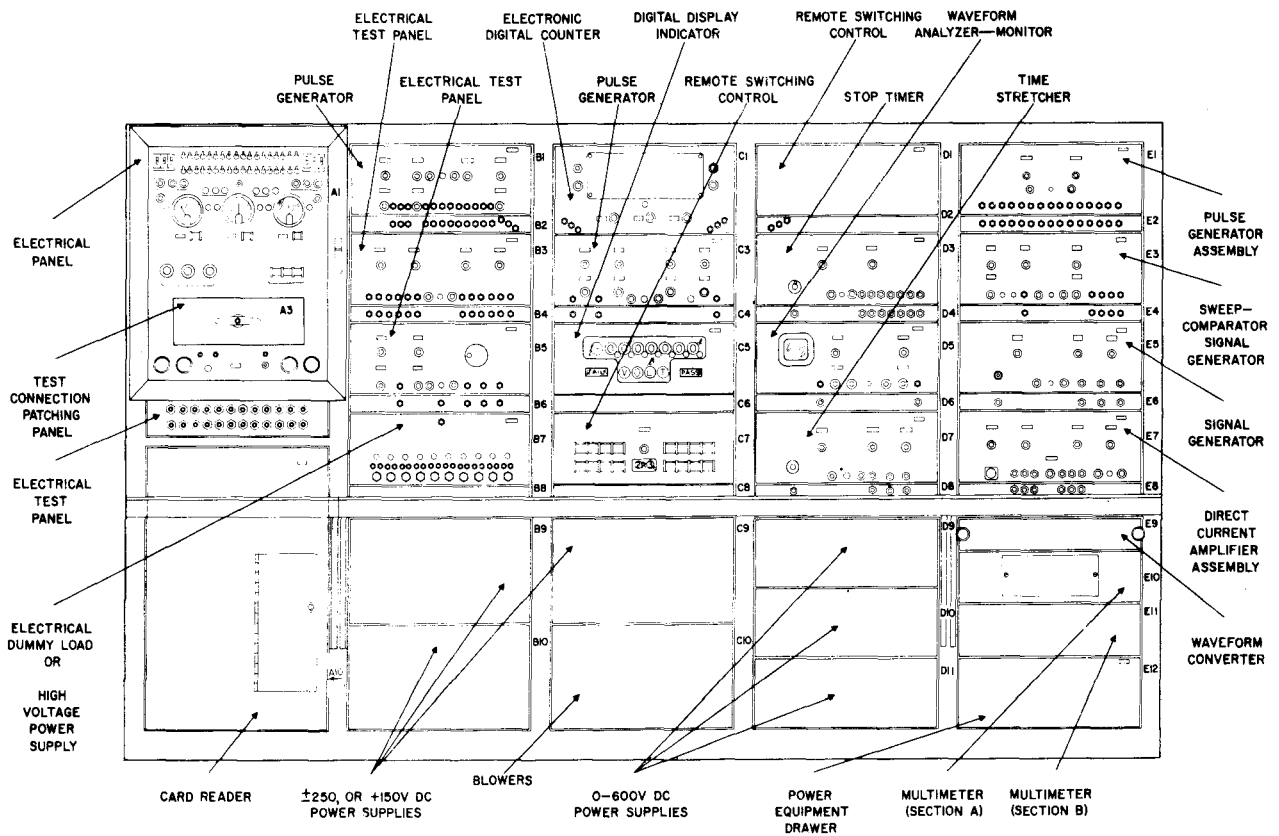 ELECTRICAL
TEST PANEL
ELECTRONIC
DIGITAL COUNTER
DIGITAL DISPLAY
INDICATOR
REMOTE SWITCHING
CONTROL
WAVEFORM
ANALYZER—MONITOR
PULSE
GENERATOR
ELECTRICAL TEST
PANEL
PULSE
GENERATOR
REMOTE SWITCHING
CONTROL
STOP TIMER
TIME
STRETCHER
A1
B1
C1
D1
E1
B2
C2
D2
E2
B3
C3
D3
E3
A3
B4
C4
D4
E4
B5
C5
D5
E5
VOLT
PASS
B6
C6
D6
E6
B7
C7
D7
E7
B8
C8
D8
E8
B9
C9
D9
E9
E10
D10
E11
B10
C10
A10
D11
E12
ELECTRICAL
PANEL
TEST
CONNECTION
PATCHING
PANEL
ELECTRICAL
TEST
PANEL
ELECTRICAL
DUMMY LOAD
OR
HIGH
VOLTAGE
POWER
SUPPLY
PULSE
GENERATOR
ASSEMBLY
SWEEP-
COMPARATOR
SIGNAL
GENERATOR
SIGNAL
GENERATOR
DIRECT
CURRENT
AMPLIFIER
ASSEMBLY
WAVEFORM
CONVERTER
CARD READER
±250, OR +150V DC
POWER SUPPLIES
BLOWERS
0-600V DC
POWER SUPPLIES
POWER
EQUIPMENT
DRAWER
MULTIMETER
(SECTION A)
MULTIMETER
(SECTION B)